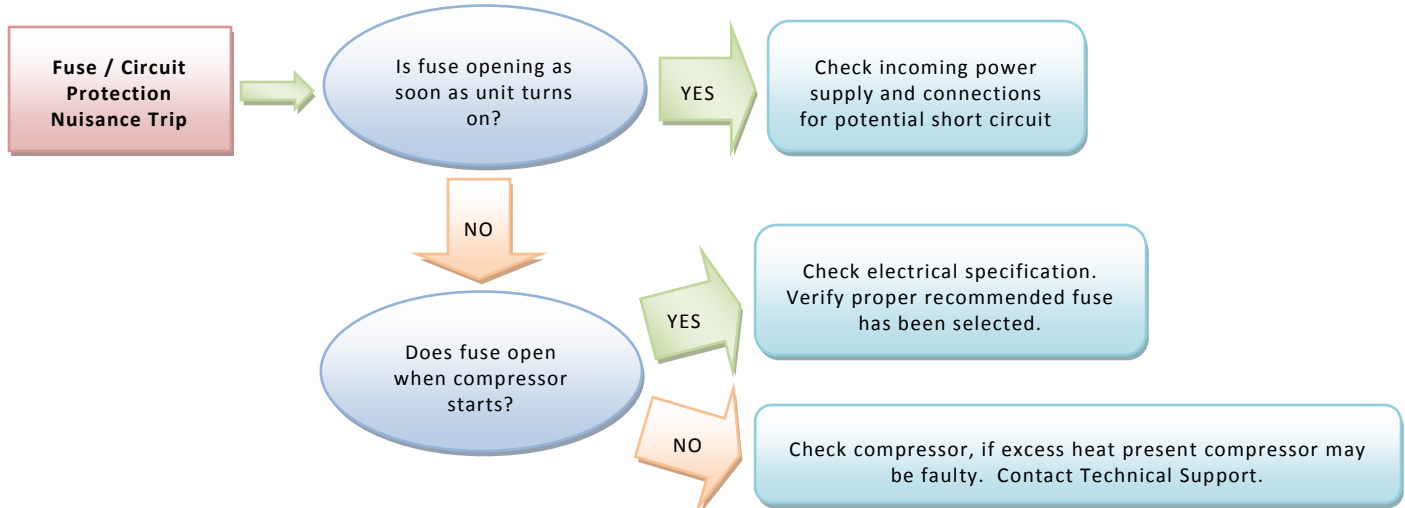 Fuse / Circuit
Protection
Nuisance Trip
Is fuse opening as
soon as unit turns
on?
YES
Check incoming power
supply and connections
for potential short circuit
NO
Does fuse open
when compressor
starts?
YES
Check electrical specification.
Verify proper recommended fuse
has been selected.
NO
Check compressor, if excess heat present compressor may
be faulty.  Contact Technical Support.